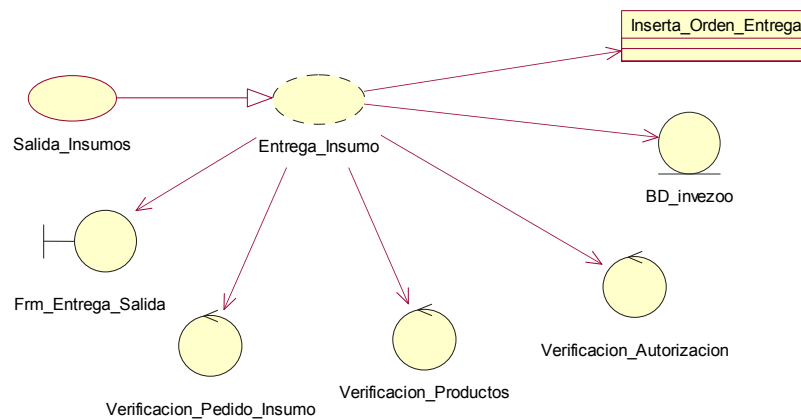 Inserta_Orden_Entrega
Salida_Insumos
Entrega_Insumo
BD_invezoo
Frm_Entrega_Salida
Verificacion_Autorizacion
Verificacion_Productos
Verificacion_Pedido_Insumo